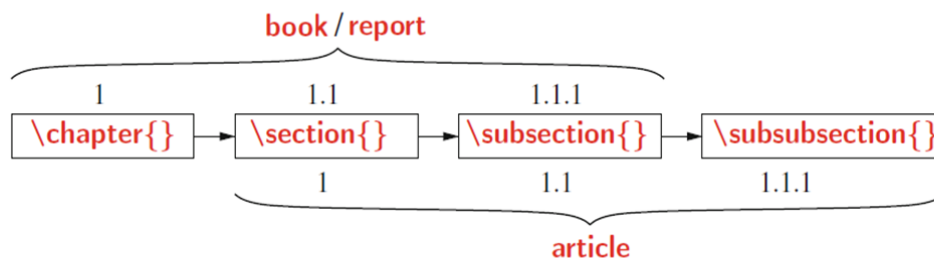 book / report
1 1.1 1.1.1
\chapter{} \section{} \subsection{} \subsubsection{}
1 1.1 1.1.1
article